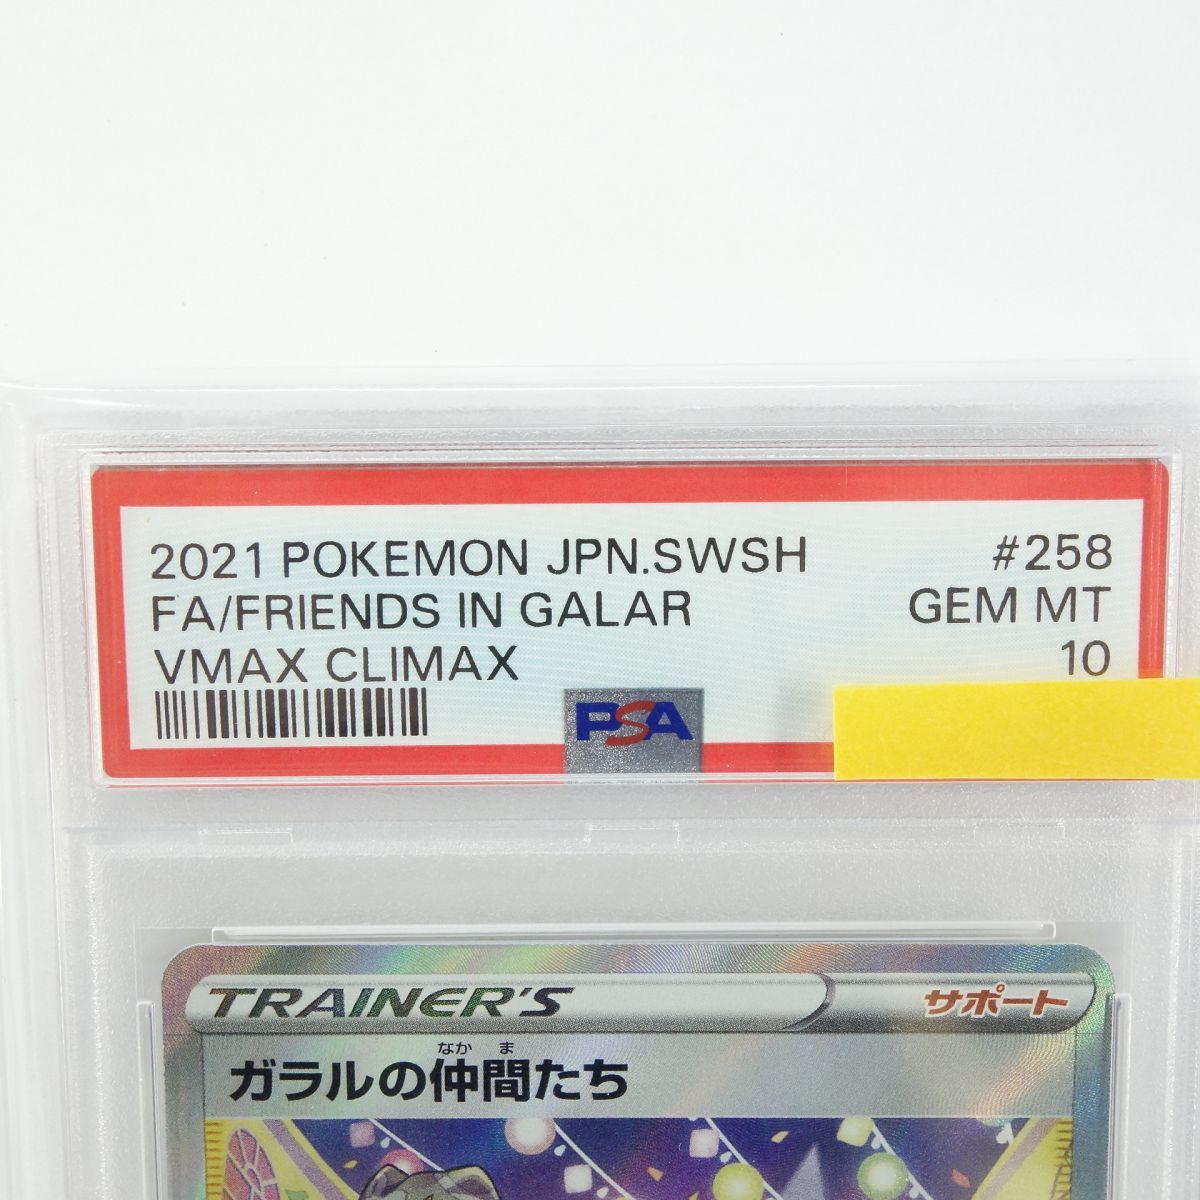 2021 POKEMON JPN.SWSH #258
FA/FRIENDS IN GALAR GEM MT
VMAX CLIMAX 10
PSA
TRAINER'S サポート
なかま
ガラルの仲間たち